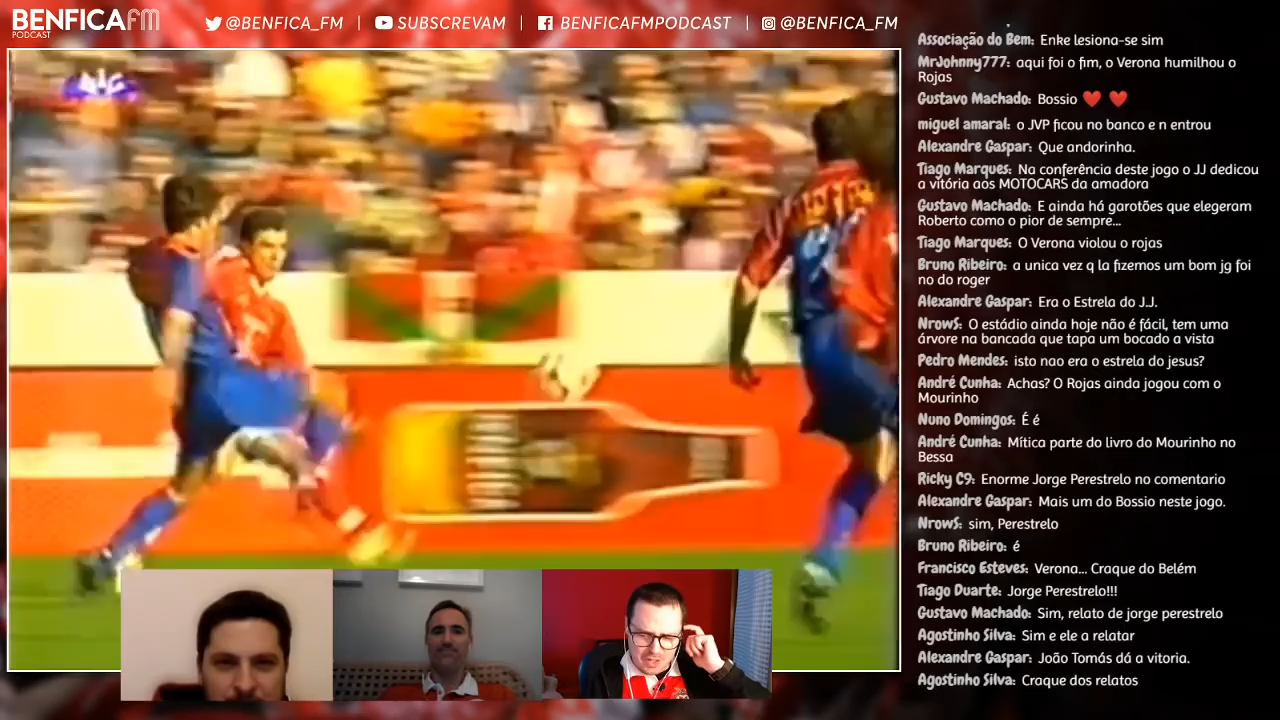 BENFICAFM
PODCAST
@BENFICA_FM | SUBSCREVAM | BENFICAFMPODCAST | @BENFICA_FM
SIC
Associação do Bem: Enke lesiona-se sim
MrJohnny777: aqui foi o fim, o Verona humilhou o
Rojas
Gustavo Machado: Bossio ❤️ ❤️
miguel amaral: o JVP ficou no banco e n entrou
Alexandre Gaspar: Que andorinha.
Tiago Marques: Na conferência deste jogo o JJ dedicou
a vitória aos MOTOCARS da amadora
Gustavo Machado: E ainda há garotões que elegeram
Roberto como o pior de sempre...
Tiago Marques: O Verona violou o rojas
Bruno Ribeiro: a unica vez q la fizemos um bom jg foi
no do roger
Alexandre Gaspar: Era o Estrela do J.J.
NrowS: O estádio ainda hoje não é fácil, tem uma
árvore na bancada que tapa um bocado a vista
Pedro Mendes: isto nao era o estrela do jesus?
André Cunha: Achas? O Rojas ainda jogou com o
Mourinho
Nuno Domingos: É é
André Cunha: Mítica parte do livro do Mourinho no
Bessa
Ricky C9: Enorme Jorge Perestrelo no comentario
Alexandre Gaspar: Mais um do Bossio neste jogo.
NrowS: sim, Perestrelo
Bruno Ribeiro: é
Francisco Esteves: Verona... Craque do Belém
Tiago Duarte: Jorge Perestrelo!!!
Gustavo Machado: Sim, relato de jorge perestrelo
Agostinho Silva: Sim e ele a relatar
Alexandre Gaspar: João Tomás dá a vitoria.
Agostinho Silva: Craque dos relatos